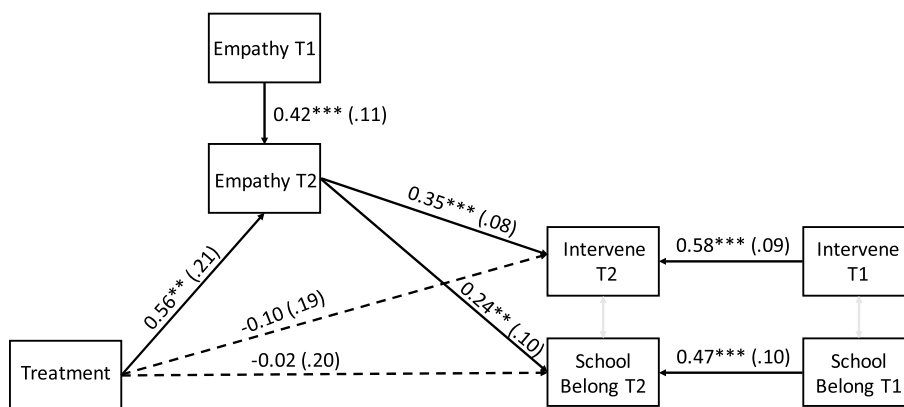 Empathy T1
0.42*** (.11)
Empathy T2
0.35*** (.08)
0.56** (.21)
Intervene
T2
0.58*** (.09)
Intervene
T1
-0.10 (.19)
0.24** (.10)
-0.02 (.20)
Treatment
School
Belong T2
0.47*** (.10)
School
Belong T1